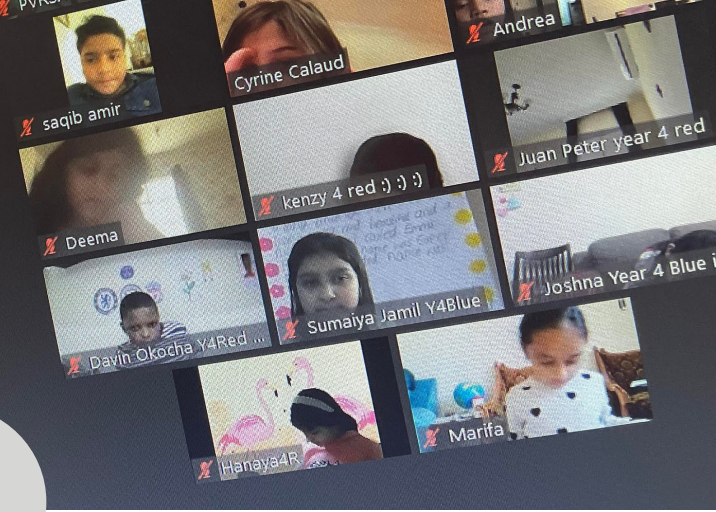 PVKS
saqib amir
Cyrine Calaud
Andrea
Deema
kenzy 4 red :) :) :)
Juan Peter year 4 red
Davin Okocha Y4Red ...
Sumaiya Jamil Y4Blue
Joshna Year 4 Blue i
Hanaya4R
Marifa